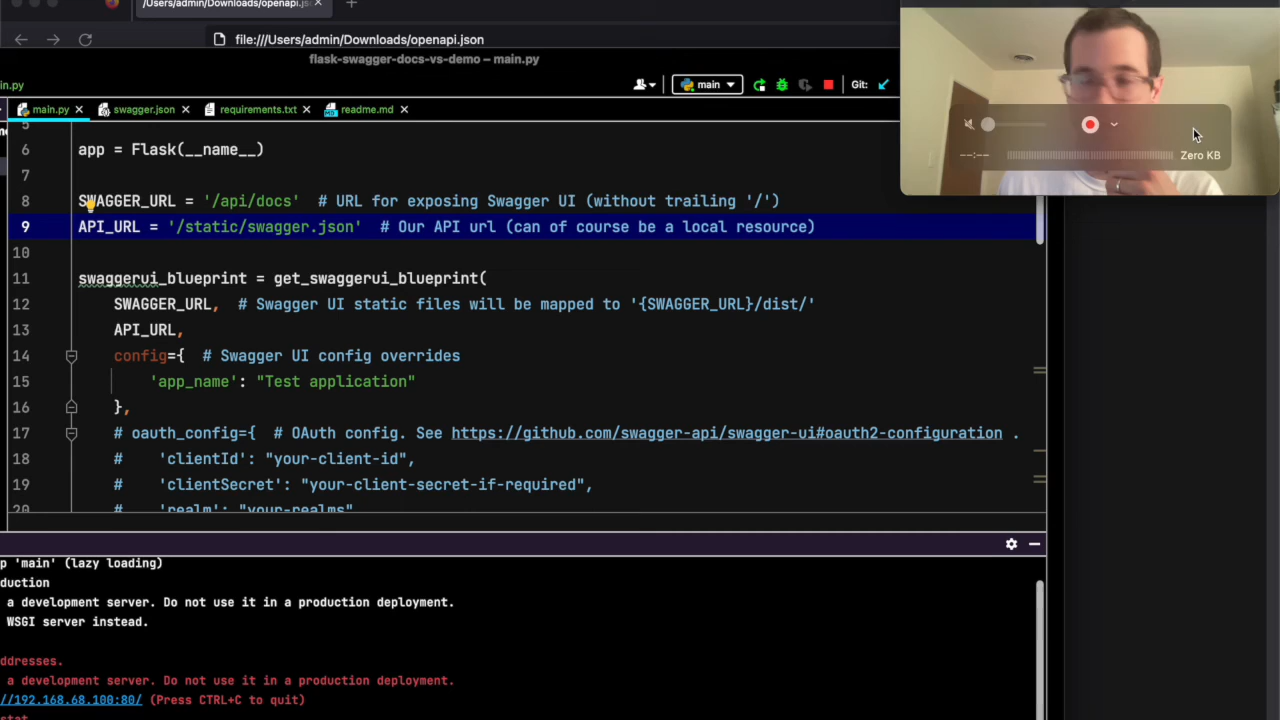 /Users/admin/Downloads/openapi.js
file:///Users/admin/Downloads/openapi.json
flask-swagger-docs-vs-demo – main.py
in.py
main
Git:
main.py
swagger.json
requirements.txt
readme.md
5
6 app = Flask(__name__)
7
8 SWAGGER_URL = '/api/docs' # URL for exposing Swagger UI (without trailing '/')
9 API_URL = '/static/swagger.json' # Our API url (can of course be a local resource)
10
11 swaggerui_blueprint = get_swaggerui_blueprint(
12 SWAGGER_URL, # Swagger UI static files will be mapped to '{SWAGGER_URL}/dist/'
13 API_URL,
14 config={ # Swagger UI config overrides
15 'app_name': "Test application"
16 },
17 # oauth_config={ # OAuth config. See https://github.com/swagger-api/swagger-ui#oauth2-configuration .
18 # 'clientId': "your-client-id",
19 # 'clientSecret': "your-client-secret-if-required",
20 # 'realm': "your-realms"
--:--
Zero KB
p 'main' (lazy loading)
duction
a development server. Do not use it in a production deployment.
WSGI server instead.
ddresses.
a development server. Do not use it in a production deployment.
//192.168.68.100:80/ (Press CTRL+C to quit)
stat